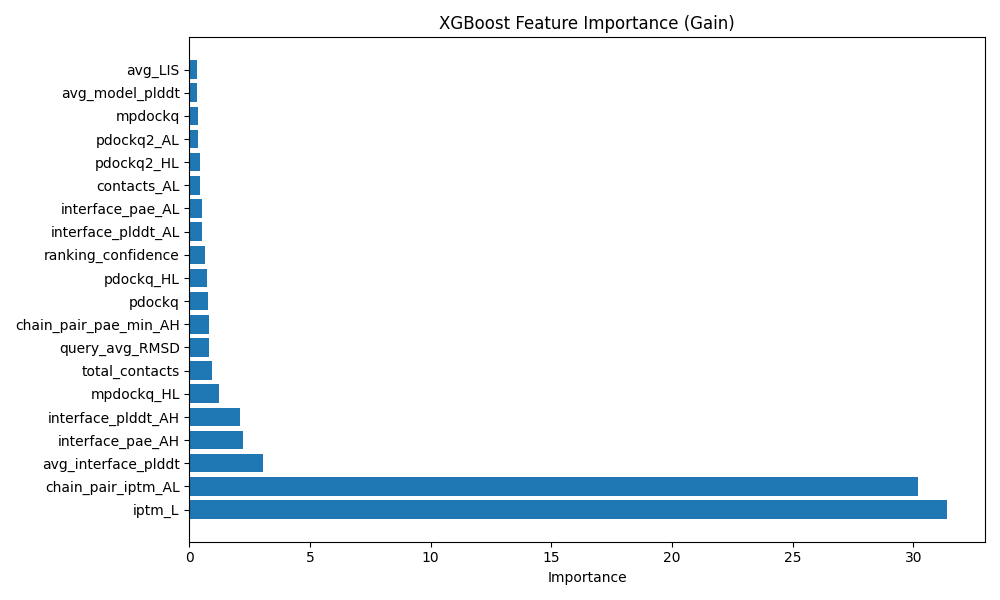 XGBoost Feature Importance (Gain)
avg_LIS
avg_model_plddt
mpdockq
pdockq2_AL
pdockq2_HL
contacts_AL
interface_pae_AL
interface_plddt_AL
ranking_confidence
pdockq_HL
pdockq
chain_pair_pae_min_AH
query_avg_RMSD
total_contacts
mpdockq_HL
interface_plddt_AH
interface_pae_AH
avg_interface_plddt
chain_pair_iptm_AL
iptm_L
0 5 10 15 20 25 30
Importance